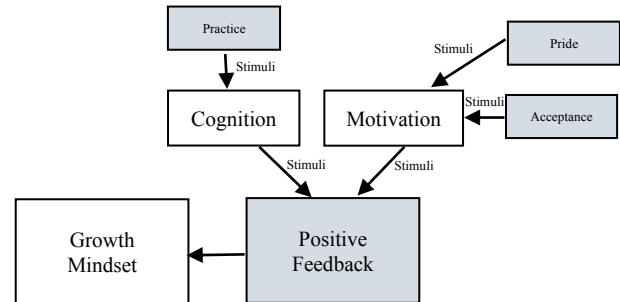 Practice
Pride
Stimuli
Stimuli
Stimuli
Cognition
Motivation
Acceptance
Stimuli
Stimuli
Growth
Mindset
Positive
Feedback